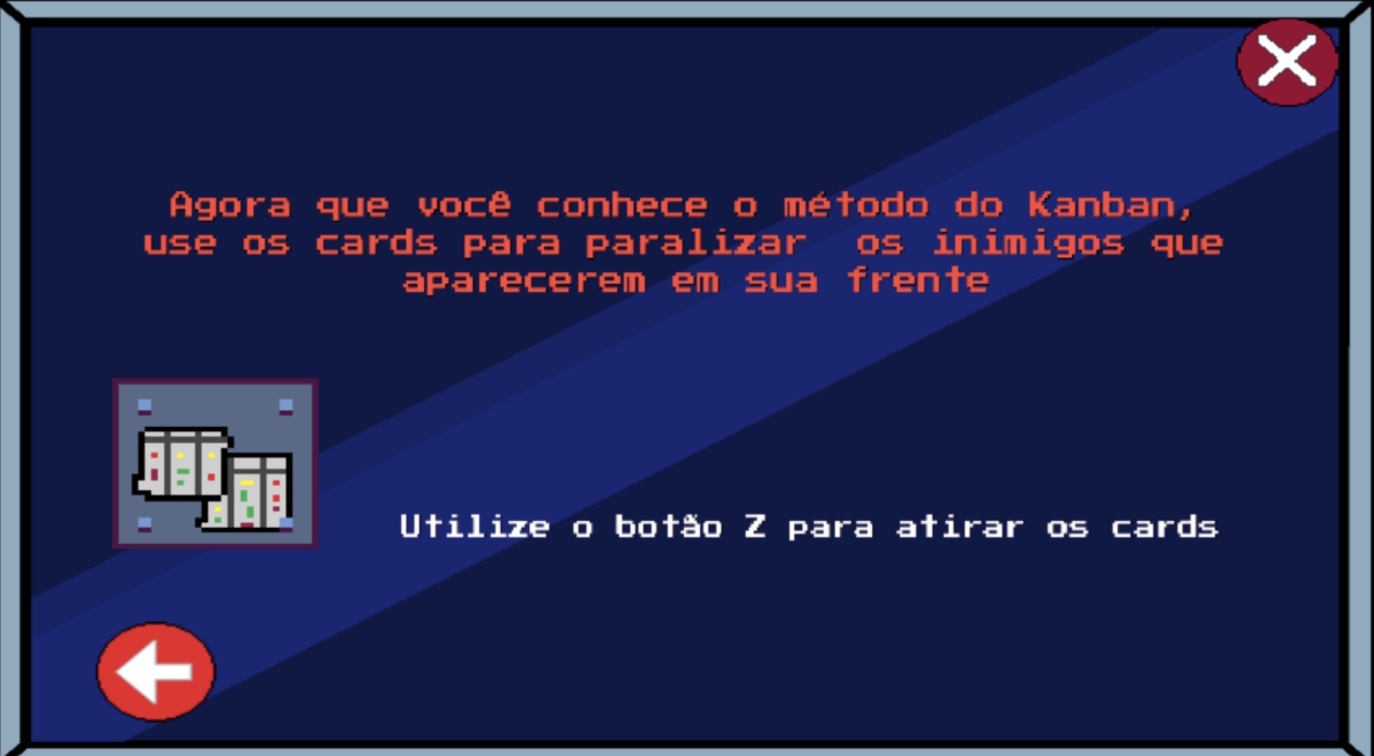 Agora que você conhece o método do Kanban,
use os cards para paralizar os inimigos que
aparecerem em sua frente
Utilize o botão Z para atirar os cards